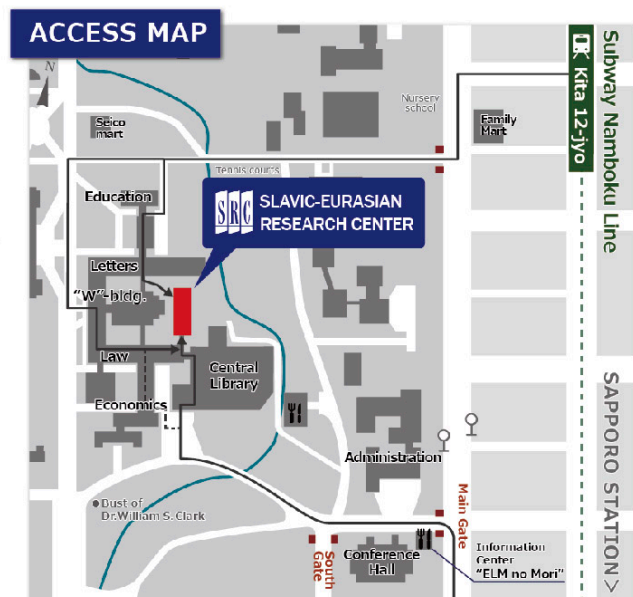 ACCESS MAP
N
Subway Namboku Line
Kita 12-jyo
Nursery
school
Family
Mart
Seico
mart
Tennis courts
Education
SRC
SLAVIC-EURASIAN
RESEARCH CENTER
Letters
"W"-bldg.
Law
Central
Library
Economics
SAPPORO STATION >
Administration
Main Gate
Bust of
Dr.William S. Clark
South
Gate
Conference
Hall
Information
Center
"ELM no Mori"